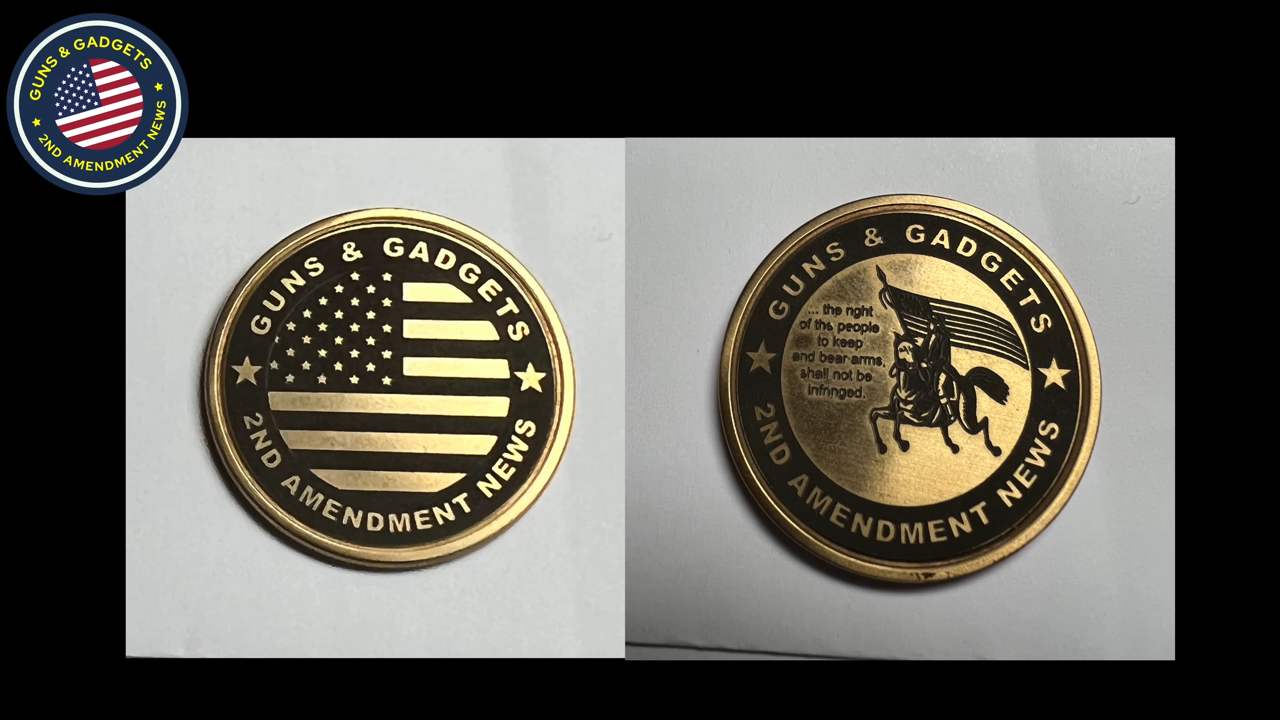 GUNS & GADGETS
2ND AMENDMENT NEWS
GUNS & GADGETS
2ND AMENDMENT NEWS
GUNS & GADGETS
... the right
of the people
to keep
and bear arms,
shall not be
infringed.
2ND AMENDMENT NEWS